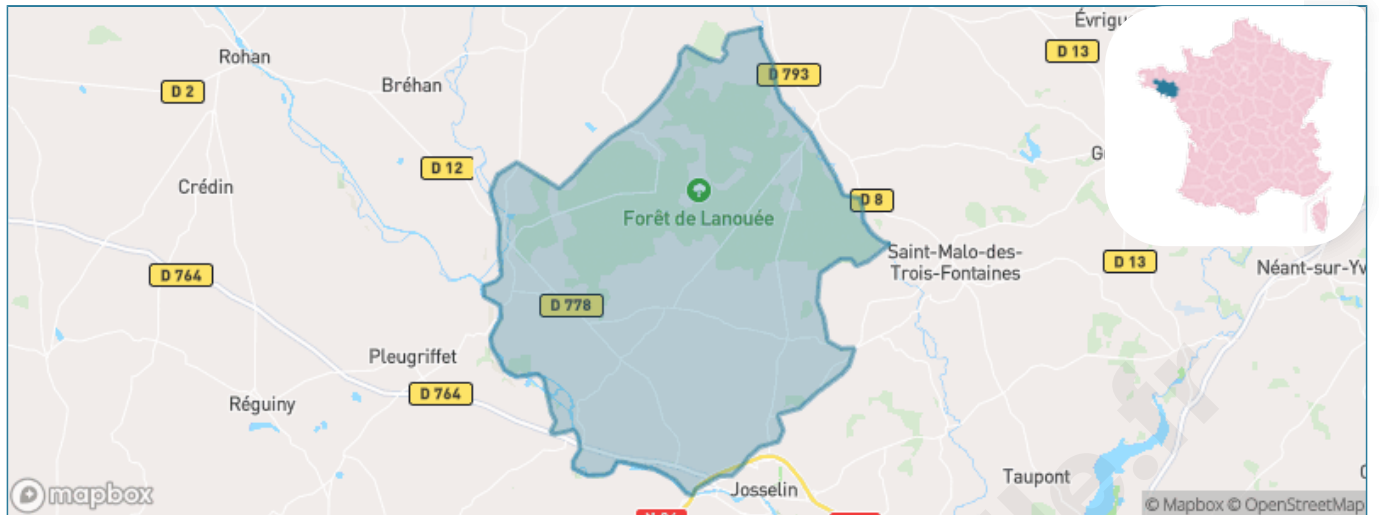 Évrigu
Rohan
D 13
D 793
Bréhan
D 2
D 12
G
Crédin
D 8
Forêt de Lanouée
Saint-Malo-des-
Trois-Fontaines
D 13
Néant-sur-Yv
D 764
D 778
Pleugriffet
D 764
Réguiny
Taupont
Josselin
mapbox
© Mapbox © OpenStreetMap